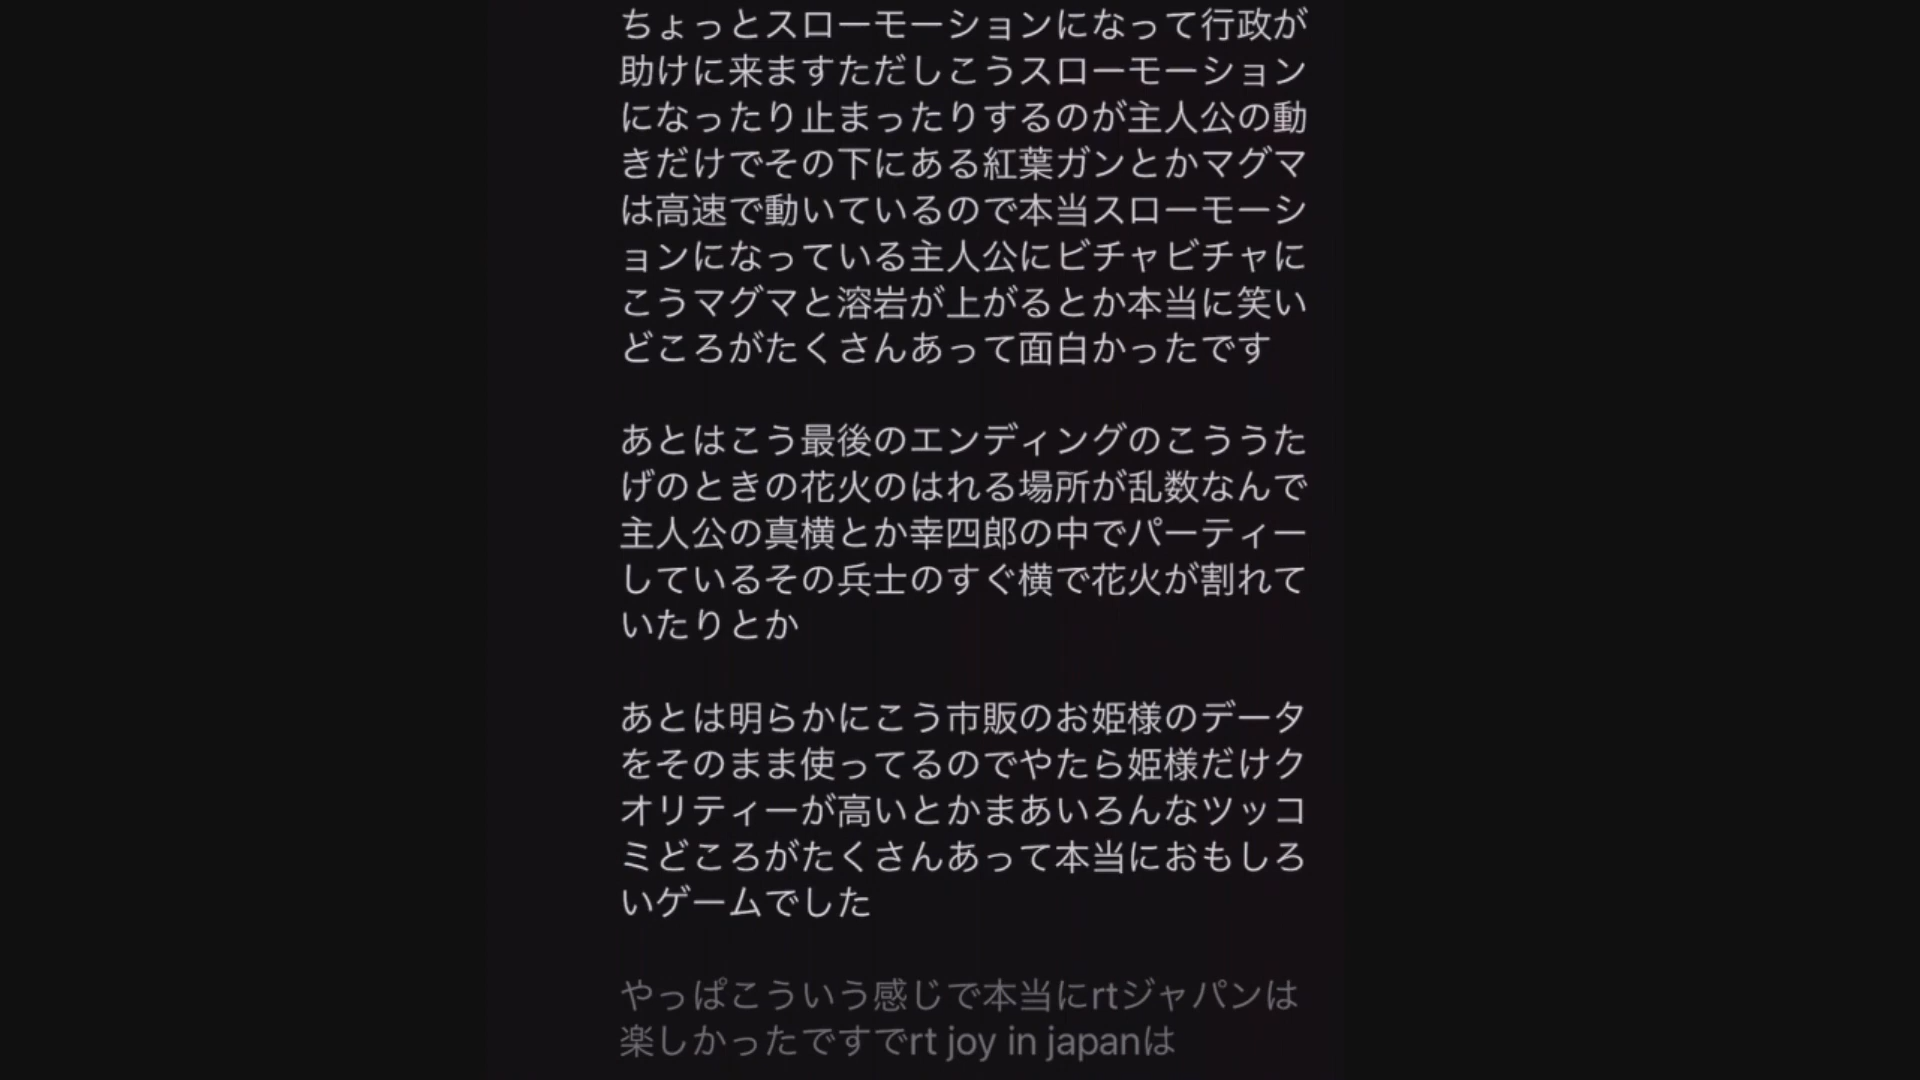 ちょっとスローモーションになって行政が
助けに来ますただしこうスローモーション
になったり止まったりするのが主人公の動
きだけでその下にある紅葉ガンとかマグマ
は高速で動いているので本当スローモーシ
ョンになっている主人公にビチャビチャに
こうマグマと溶岩が上がるとか本当に笑い
どころがたくさんあって面白かったです
あとはこう最後のエンディングのこううた
げのときの花火のはれる場所が乱数なんで
主人公の真横とか幸四郎の中でパーティー
しているその兵士のすぐ横で花火が割れて
いたりとか
あとは明らかにこう市販のお姫様のデータ
をそのまま使ってるのでやたら姫様だけク
オリティーが高いとかまあいろんなツッコ
ミどころがたくさんあって本当におもしろ
いゲームでした
やっぱこういう感じで本当にrtジャパンは
楽しかったですでrt joy in japanは